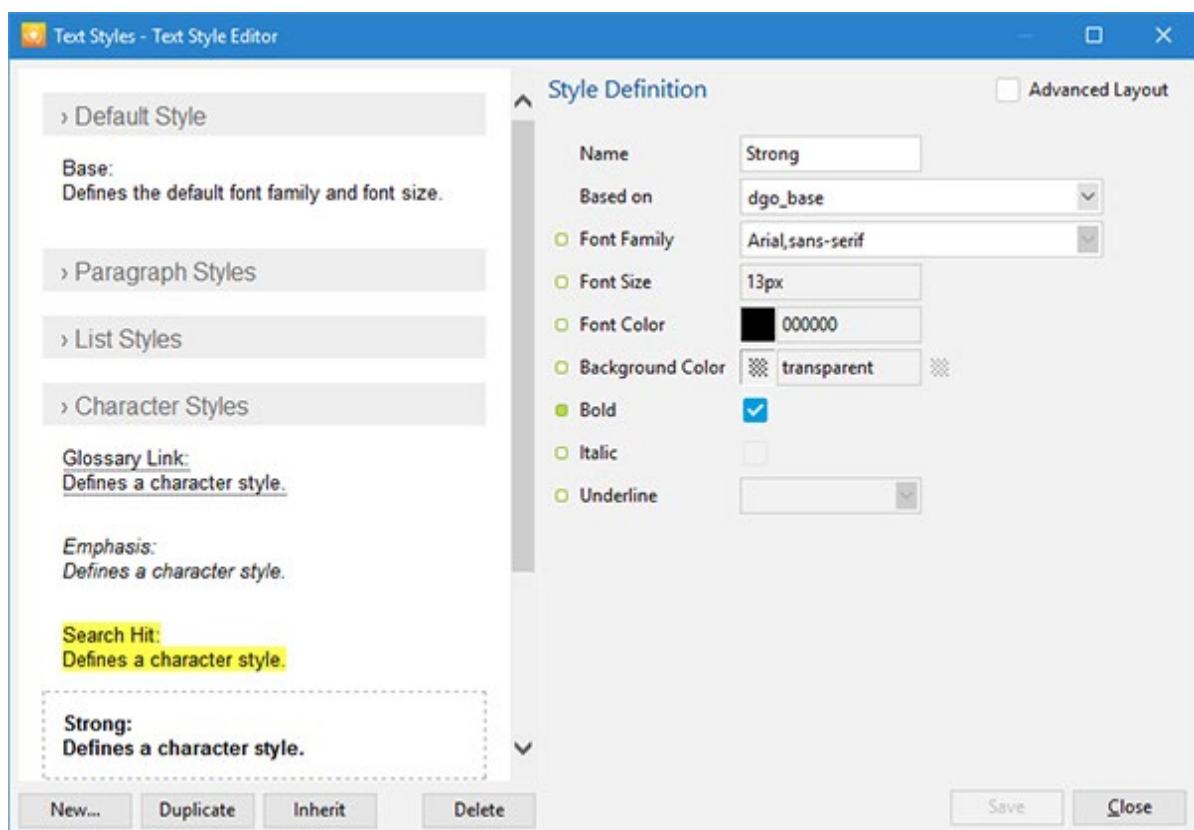 Text Styles - Text Style Editor
› Default Style
Base:
Defines the default font family and font size.
› Paragraph Styles
› List Styles
› Character Styles
Glossary Link:
Defines a character style.
Emphasis:
Defines a character style.
Search Hit:
Defines a character style.
Strong:
Defines a character style.
New...
Duplicate
Inherit
Delete
Style Definition
Advanced Layout
Name Strong
Based on dgo_base
Font Family Arial,sans-serif
Font Size 13px
Font Color 000000
Background Color transparent
Bold
Italic
Underline
Save
Close